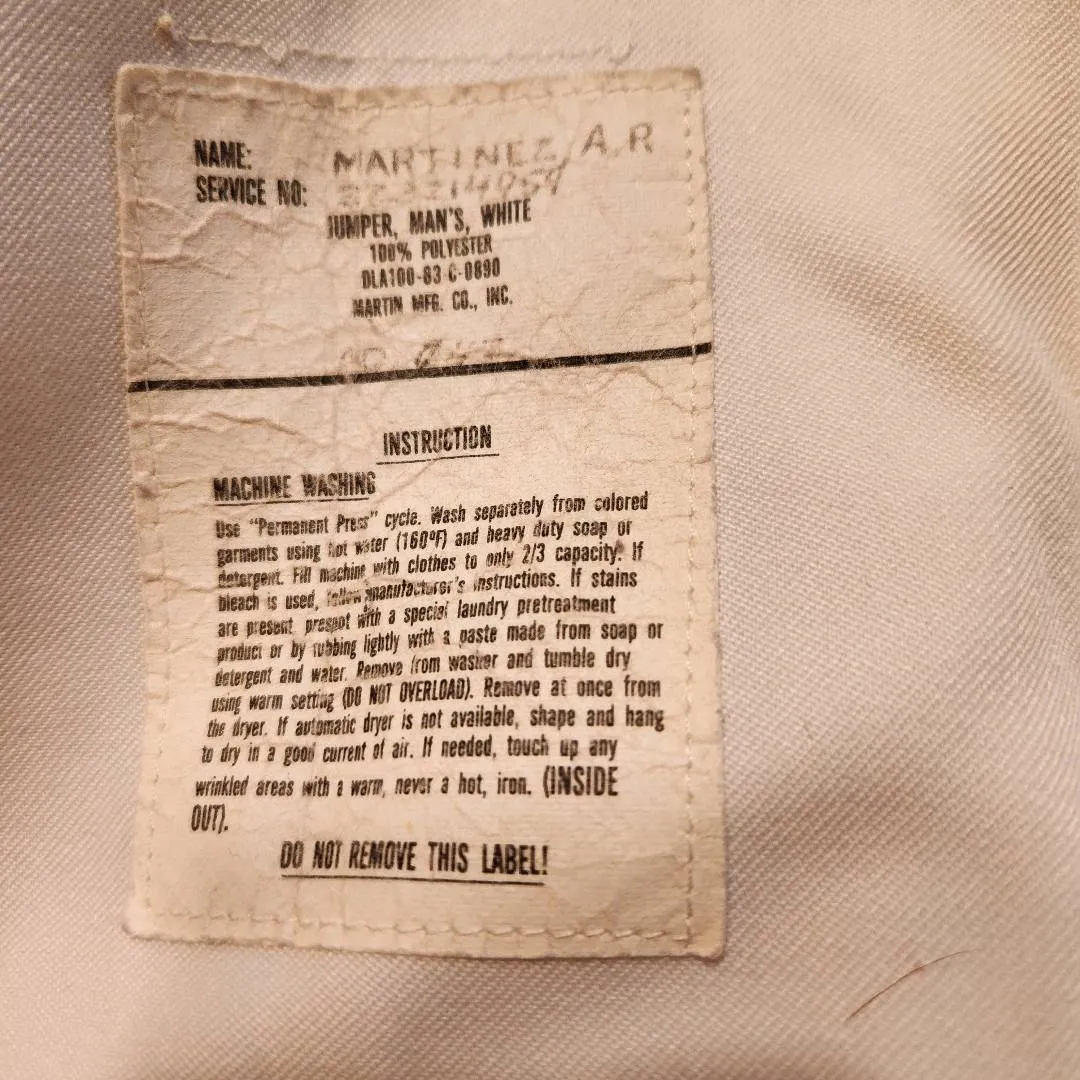 NAME: MARTINEZ, A.R
SERVICE NO:
JUMPER, MAN'S, WHITE
100% POLYESTER
DLA100-83-C-0890
MARTIN MFG. CO., INC.
INSTRUCTION
MACHINE WASHING
Use "Permanent Press" cycle. Wash separately from colored
garments using hot water (160°F) and heavy duty soap or
detergent. Fill machine with clothes to only 2/3 capacity. If
bleach is used, follow manufacturer's instructions. If stains
are present, prespot with a special laundry pretreatment
product or by rubbing lightly with a paste made from soap or
detergent and water. Remove from washer and tumble dry
using warm setting (DO NOT OVERLOAD). Remove at once from
the dryer. If automatic dryer is not available, shape and hang
to dry in a good current of air. If needed, touch up any
wrinkled areas with a warm, never a hot, iron. (INSIDE
OUT).
DO NOT REMOVE THIS LABEL!